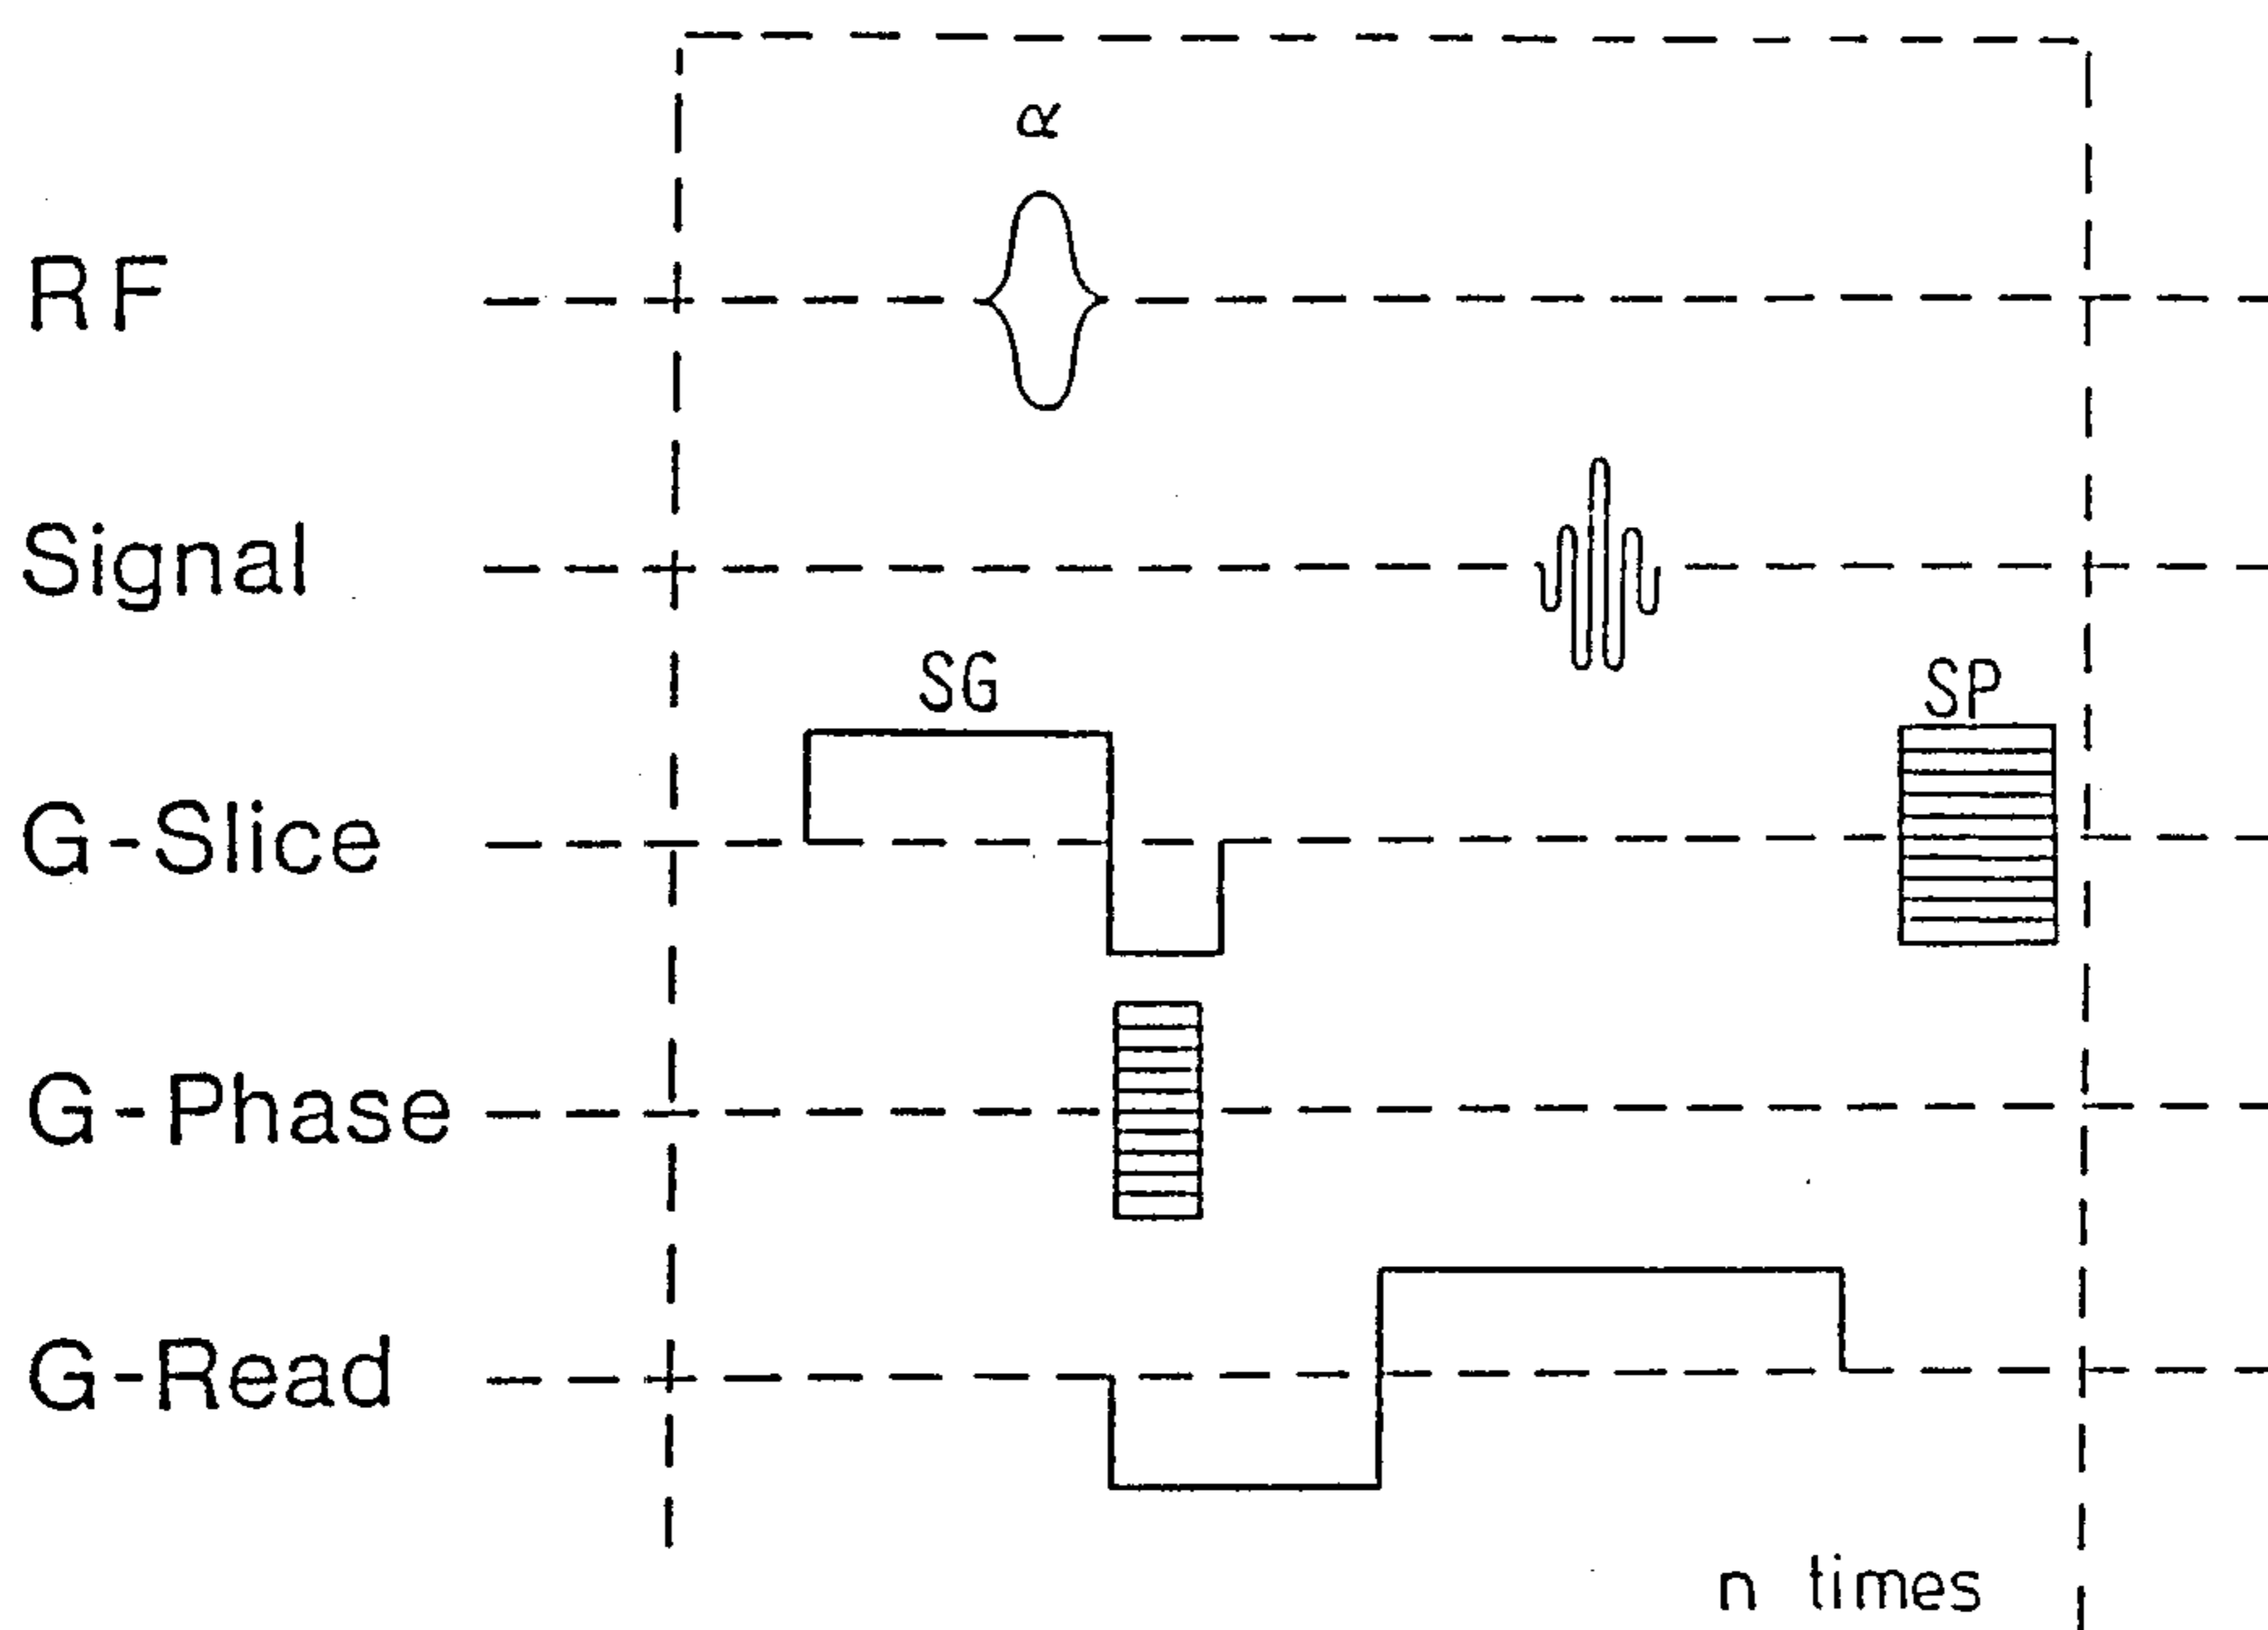 α
RF
Signal
SG
SP
G-Slice
G-Phase
G-Read
n times